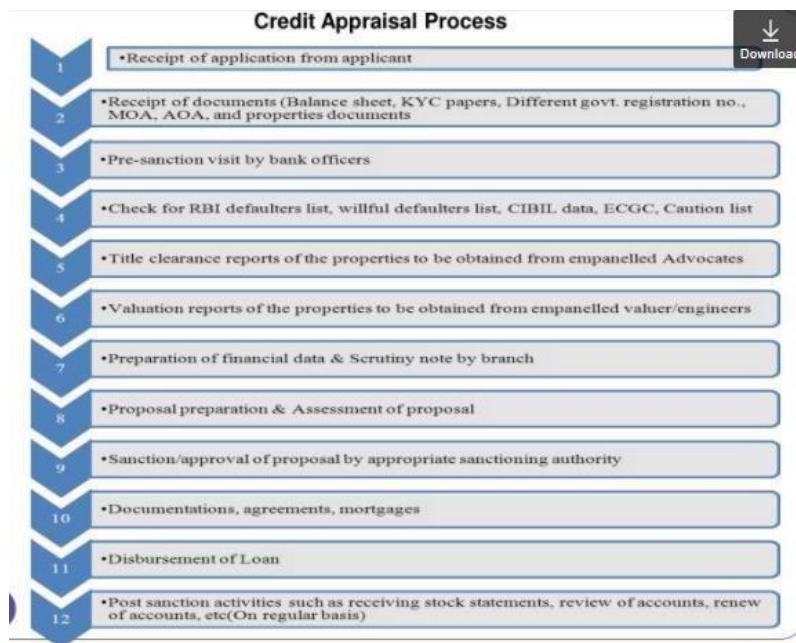 Credit Appraisal Process
Download
1
•Receipt of application from applicant
2
•Receipt of documents (Balance sheet, KYC papers, Different govt. registration no.,
MOA, AOA, and properties documents
3
•Pre-sanction visit by bank officers
4
•Check for RBI defaulters list, willful defaulters list, CIBIL data, ECGC, Caution list
5
•Title clearance reports of the properties to be obtained from empanelled Advocates
6
•Valuation reports of the properties to be obtained from empanelled valuer/engineers
7
•Preparation of financial data & Scrutiny note by branch
8
•Proposal preparation & Assessment of proposal
9
•Sanction/approval of proposal by appropriate sanctioning authority
10
•Documentations, agreements, mortgages
11
•Disbursement of Loan
12
•Post sanction activities such as receiving stock statements, review of accounts, renew
of accounts, etc(On regular basis)